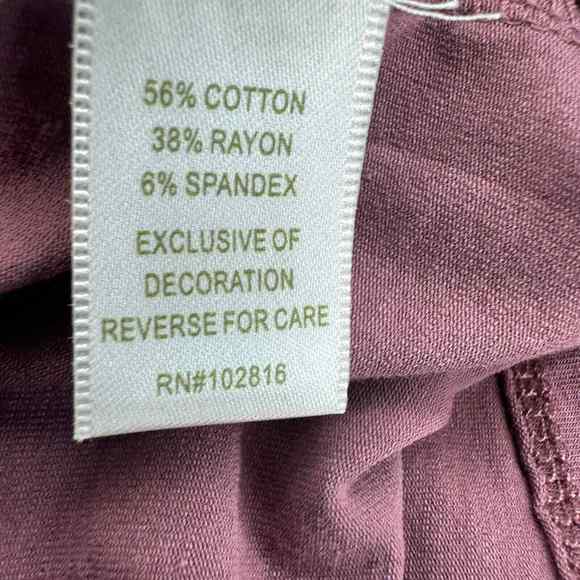 56% COTTON
38% RAYON
6% SPANDEX
EXCLUSIVE OF
DECORATION
REVERSE FOR CARE
RN#102816